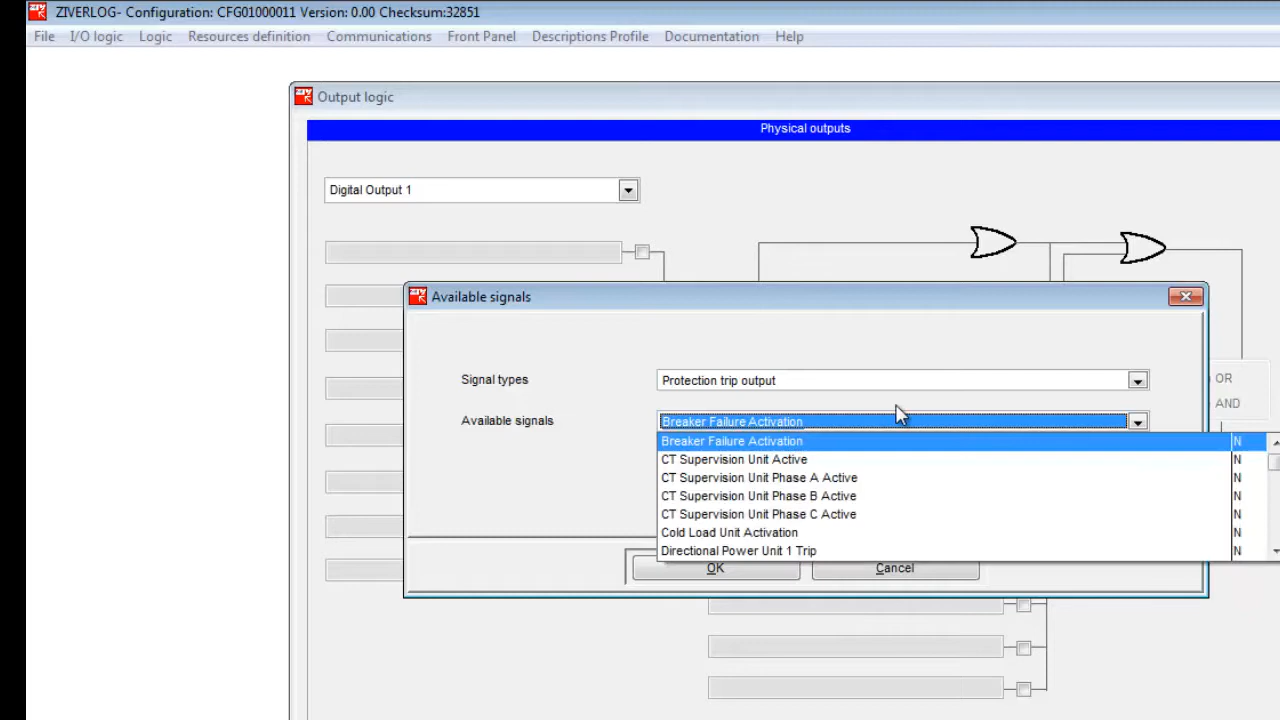 ZIVERLOG- Configuration: CFG01000011 Version: 0.00 Checksum:32851
File I/O logic Logic Resources definition Communications Front Panel Descriptions Profile Documentation Help
Output logic
Physical outputs
Digital Output 1
Available signals
Signal types
Protection trip output
OR
AND
Available signals
Breaker Failure Activation
Breaker Failure Activation N
CT Supervision Unit Active N
CT Supervision Unit Phase A Active N
CT Supervision Unit Phase B Active N
CT Supervision Unit Phase C Active N
Cold Load Unit Activation N
Directional Power Unit 1 Trip N
OK Cancel